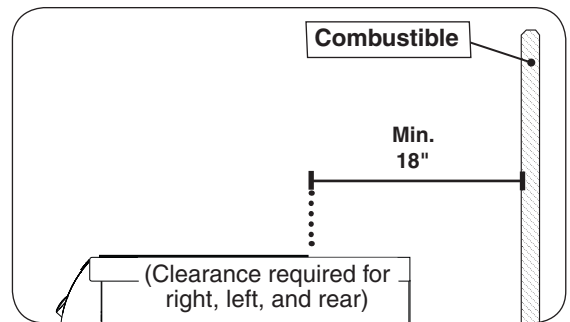 Combustible
Min.
18"
(Clearance required for
right, left, and rear)